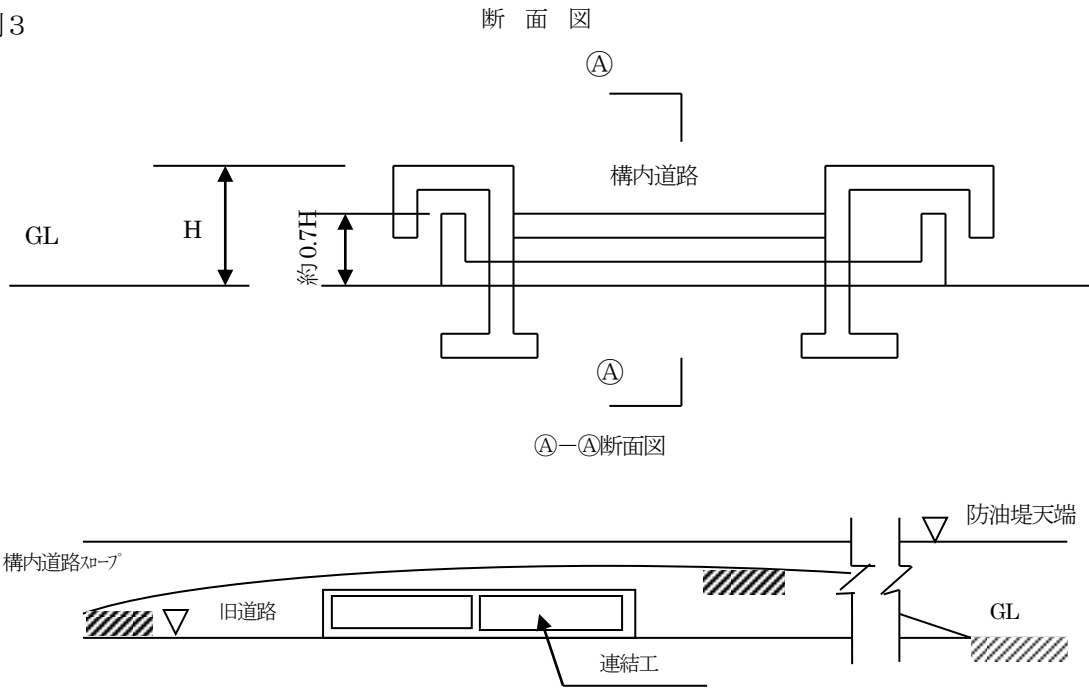 例3
断 面 図
Ⓐ
構内道路
GL
H
約0.7H
Ⓐ
Ⓐ－Ⓐ断面図
防油堤天端
構内道路ｽﾛｰﾌﾟ
旧道路
GL
連結工